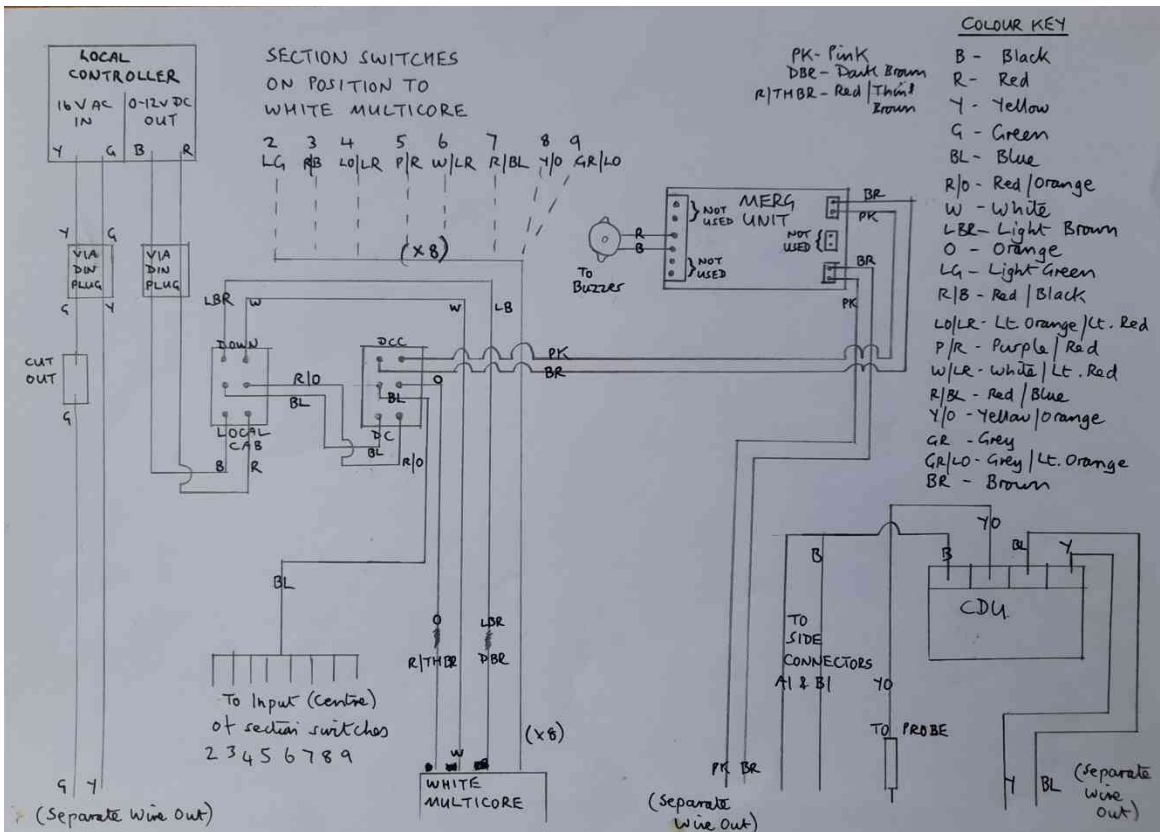 LOCAL
CONTROLLER
16V AC
IN
0-12V DC
OUT
Y
G
B
R
Y
G
VIA
DIN
PLUG
VIA
DIN
PLUG
G
Y
CUT
OUT
G
G
Y
(Separate Wire Out)
SECTION SWITCHES
ON POSITION TO
WHITE MULTICORE
2 3 4 5 6 7 8 9
LG R/B LO/LR P/R W/LR R/BL Y/O GR/LO
(x8)
LBR
W
W
LB
DOWN
LOCAL
CAB
B
R
R/O
BL
DCC
DC
BL
O
BL
R/O
PK
BR
BL
To Input (Centre)
of section switches
2 3 4 5 6 7 8 9
O
R/THBR
LBR
DBR
W
(x8)
WHITE
MULTICORE
PK - Pink
DBR - Dark Brown
R/THBR - Red/Thin
Brown
MERG
UNIT
NOT
USED
NOT
USED
NOT
USED
R
B
To
Buzzer
BR
PK
BR
PK
PK
BR
(Separate
Wire Out)
B
TO
SIDE
CONNECTORS
A1 & B1
YO
YO
TO PROBE
B
BL
Y
CDU
Y
BL
(Separate
Wire
Out)
COLOUR KEY
B - Black
R - Red
Y - Yellow
G - Green
BL - Blue
R/O - Red/Orange
W - White
LBR - Light Brown
O - Orange
LG - Light Green
R/B - Red/Black
LO/LR - Lt. Orange/Lt. Red
P/R - Purple/Red
W/LR - White/Lt. Red
R/BL - Red/Blue
Y/O - Yellow/Orange
GR - Grey
GR/LO - Grey/Lt. Orange
BR - Brown